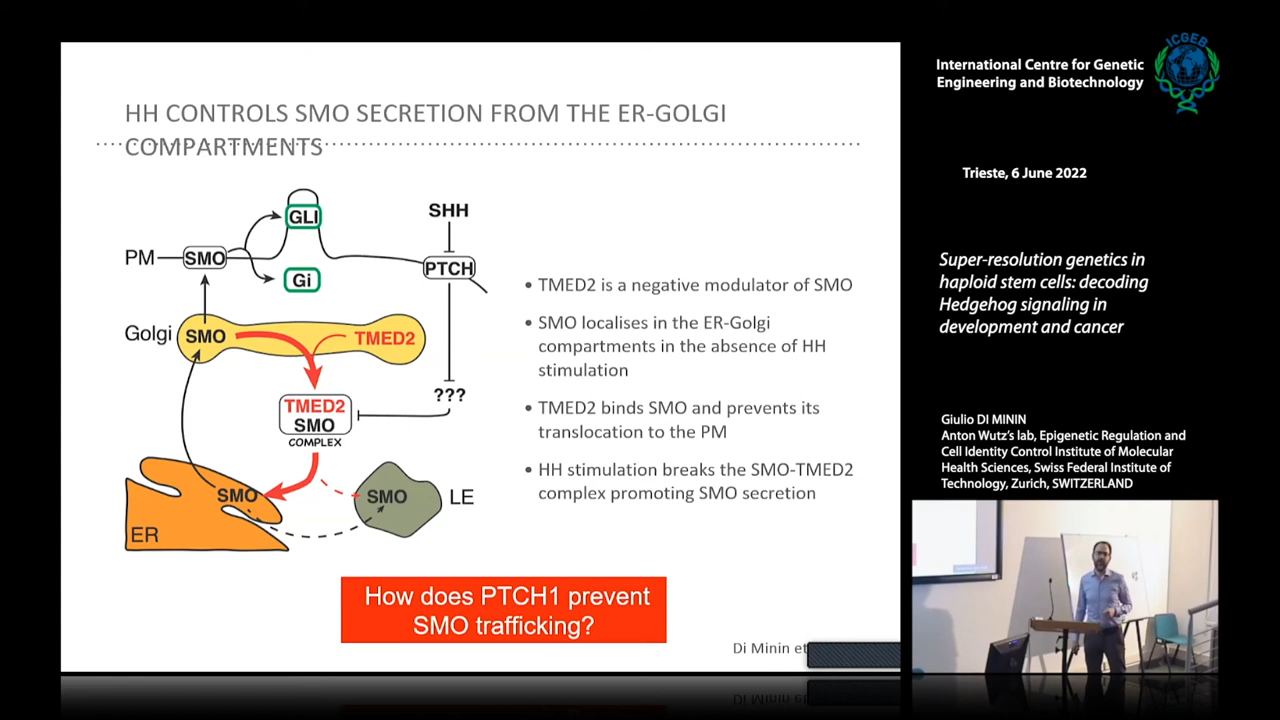 HH CONTROLS SMO SECRETION FROM THE ER-GOLGI
COMPARTMENTS
GLI
SHH
PM
SMO
PTCH
Gi
Golgi
SMO
TMED2
???
TMED2
SMO
COMPLEX
SMO
SMO
LE
ER
• TMED2 is a negative modulator of SMO
• SMO localises in the ER-Golgi
compartments in the absence of HH
stimulation
• TMED2 binds SMO and prevents its
translocation to the PM
• HH stimulation breaks the SMO-TMED2
complex promoting SMO secretion
How does PTCH1 prevent
SMO trafficking?
Di Minin et
International Centre for Genetic
Engineering and Biotechnology
ICGEB
Trieste, 6 June 2022
Super-resolution genetics in
haploid stem cells: decoding
Hedgehog signaling in
development and cancer
Giulio DI MININ
Anton Wutz's lab, Epigenetic Regulation and
Cell Identity Control Institute of Molecular
Health Sciences, Swiss Federal Institute of
Technology, Zurich, SWITZERLAND